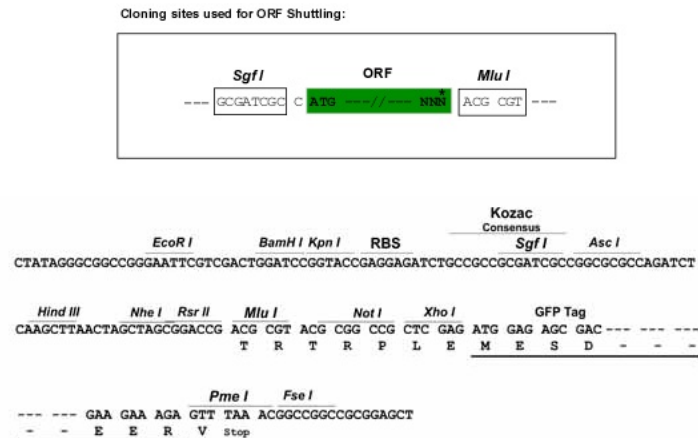 Cloning sites used for ORF Shuttling:
Sgf I ORF Mlu I
--- GCGATCGC C ATG ---//--- NNN* ACG CGT ---
Kozac
Consensus
EcoR I BamH I Kpn I RBS Sgf I Asc I
CTATAGGGCGGCCGGGAATTCGTCGACTGGATCCGGTACCGAGGAGATCTGCCGCCGCGATCGCCGGCGCGCCAGATCT
Hind III Nhe I Rsr II Mlu I Not I Xho I GFP Tag
CAAGCTTAACTAGCTAGCGGACCG ACG CGT ACG CGG CCG CTC GAG ATG GAG AGC GAC--- --- ---
T R T R P L E M E S D - - -
Pme I Fse I
--- --- GAA GAA AGA GTT TAA ACGGCCGGCCGCGGAGCT
- - E E R V Stop